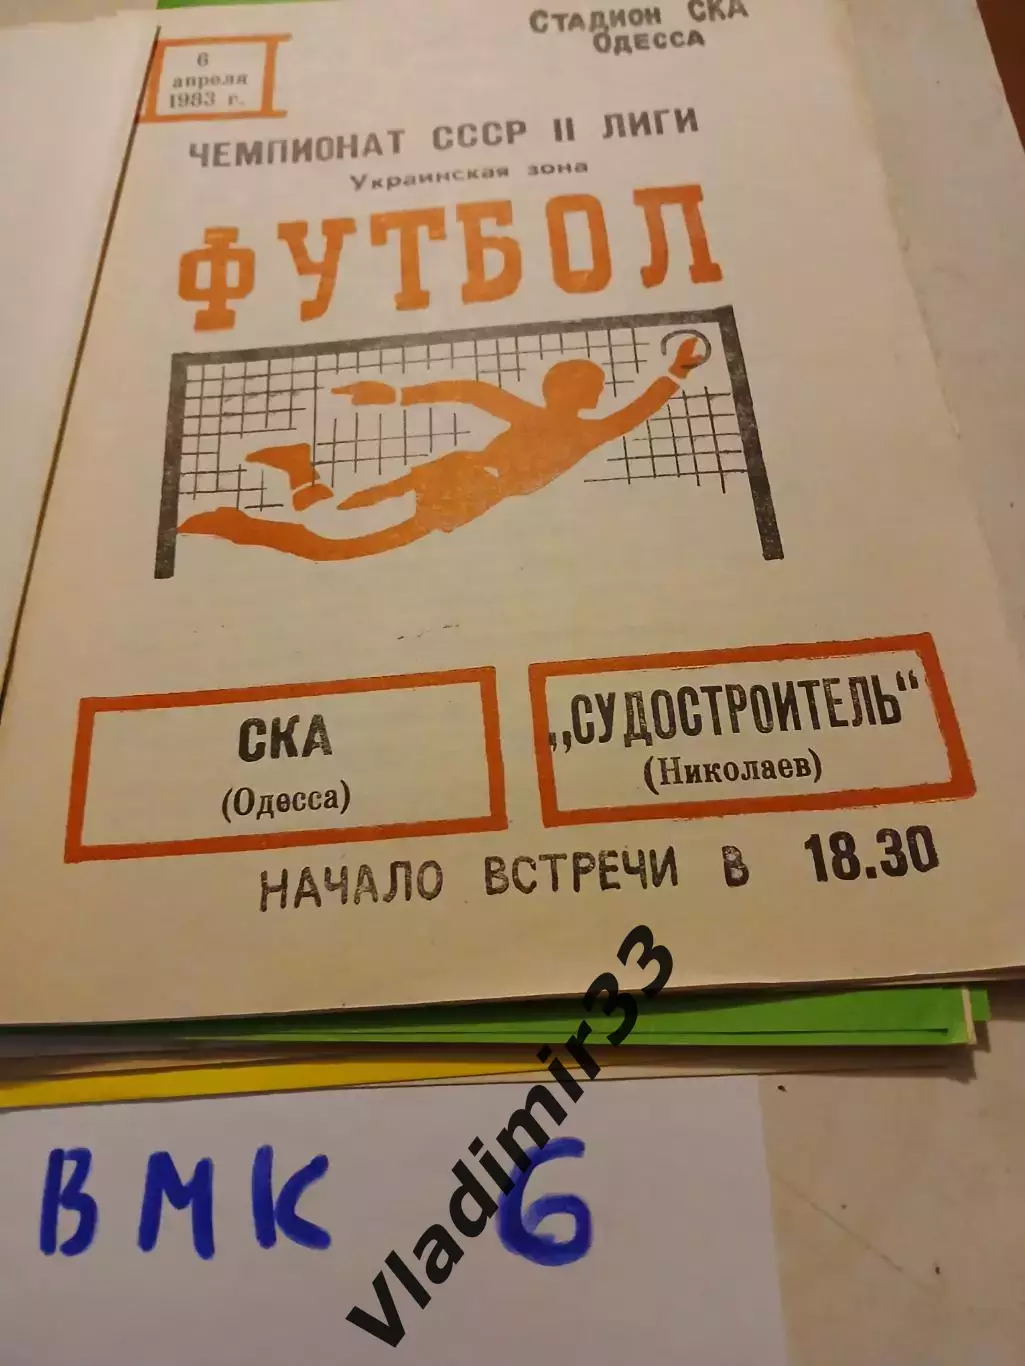 СТАДИОН СКА
ОДЕССА
6
апреля
1983 г.
ЧЕМПИОНАТ СССР II ЛИГИ
Украинская зона
ФУТБОЛ
СКА
(Одесса)
„СУДОСТРОИТЕЛЬ“
(Николаев)
НАЧАЛО ВСТРЕЧИ В 18.30
Vladimir33
ВМК 6